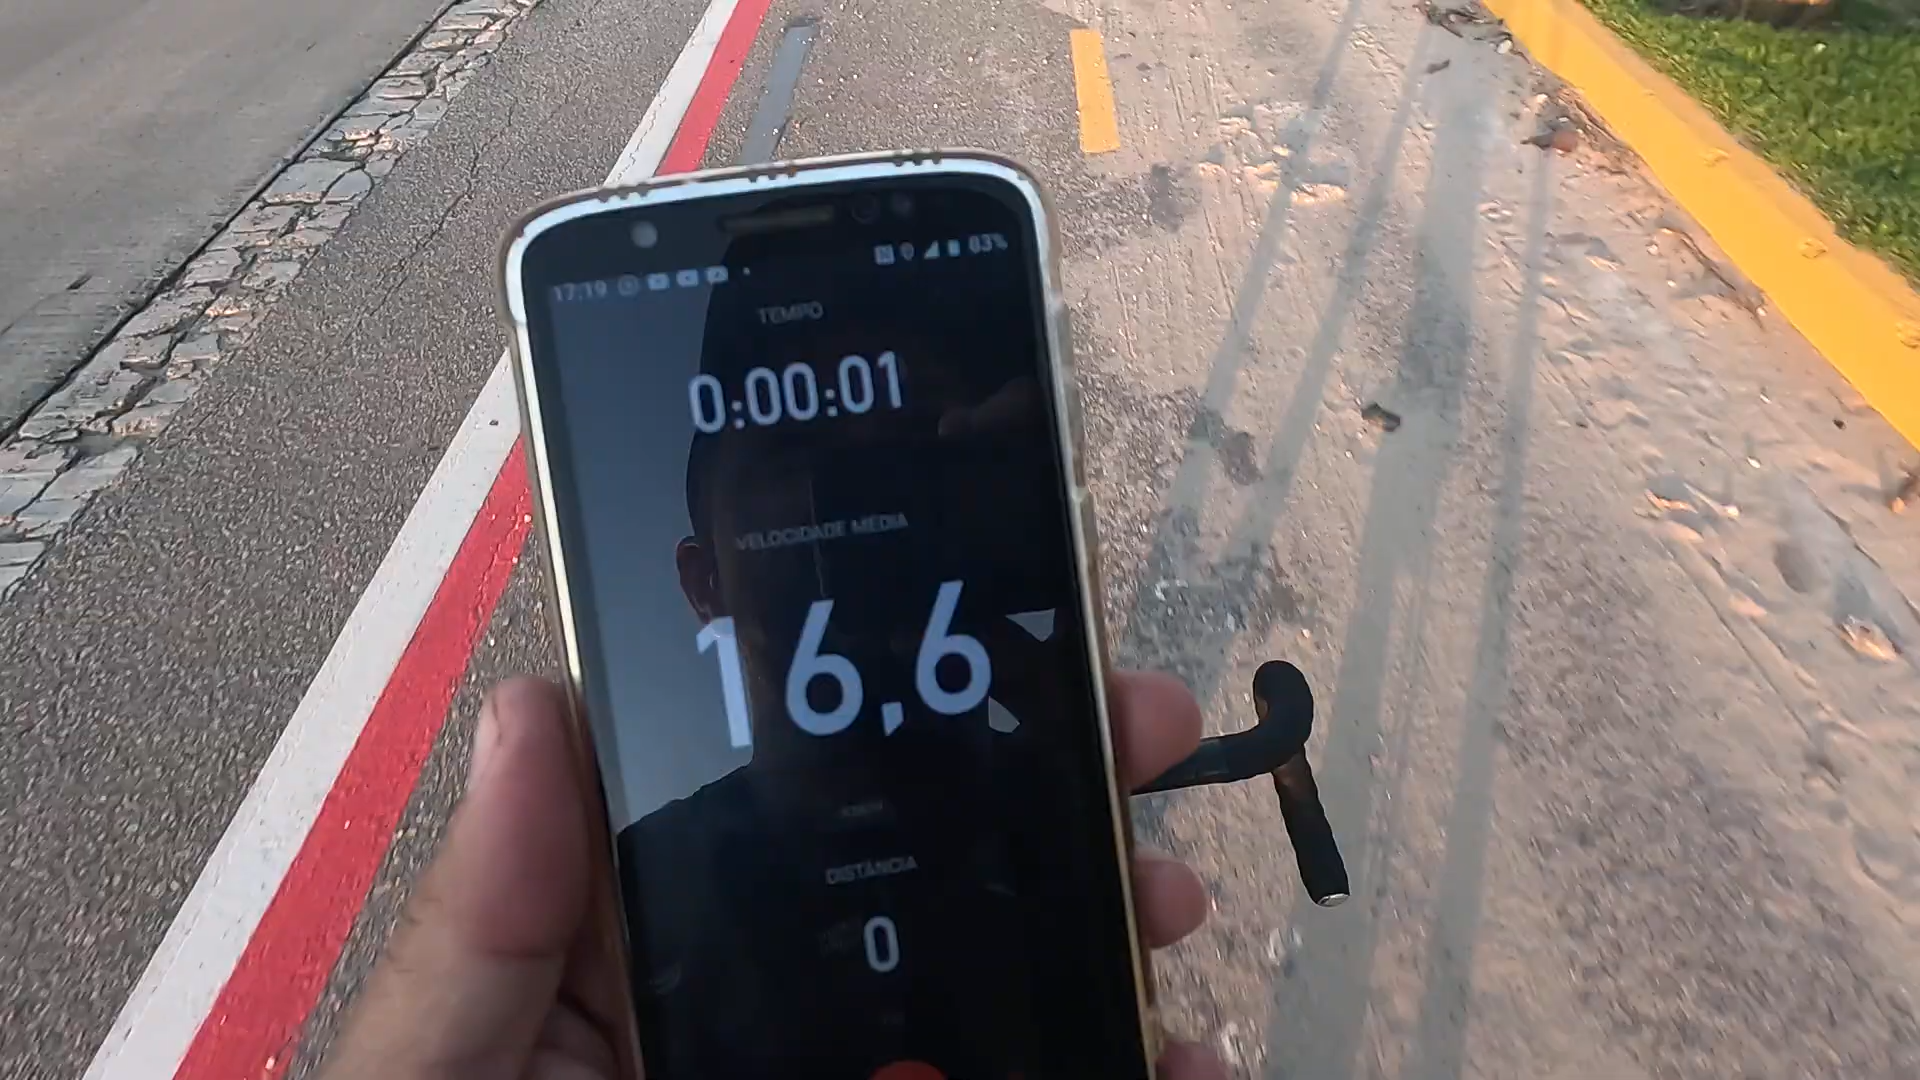 17:19 83%
TEMPO
0:00:01
VELOCIDADE MÉDIA
16,6
DISTÂNCIA
0